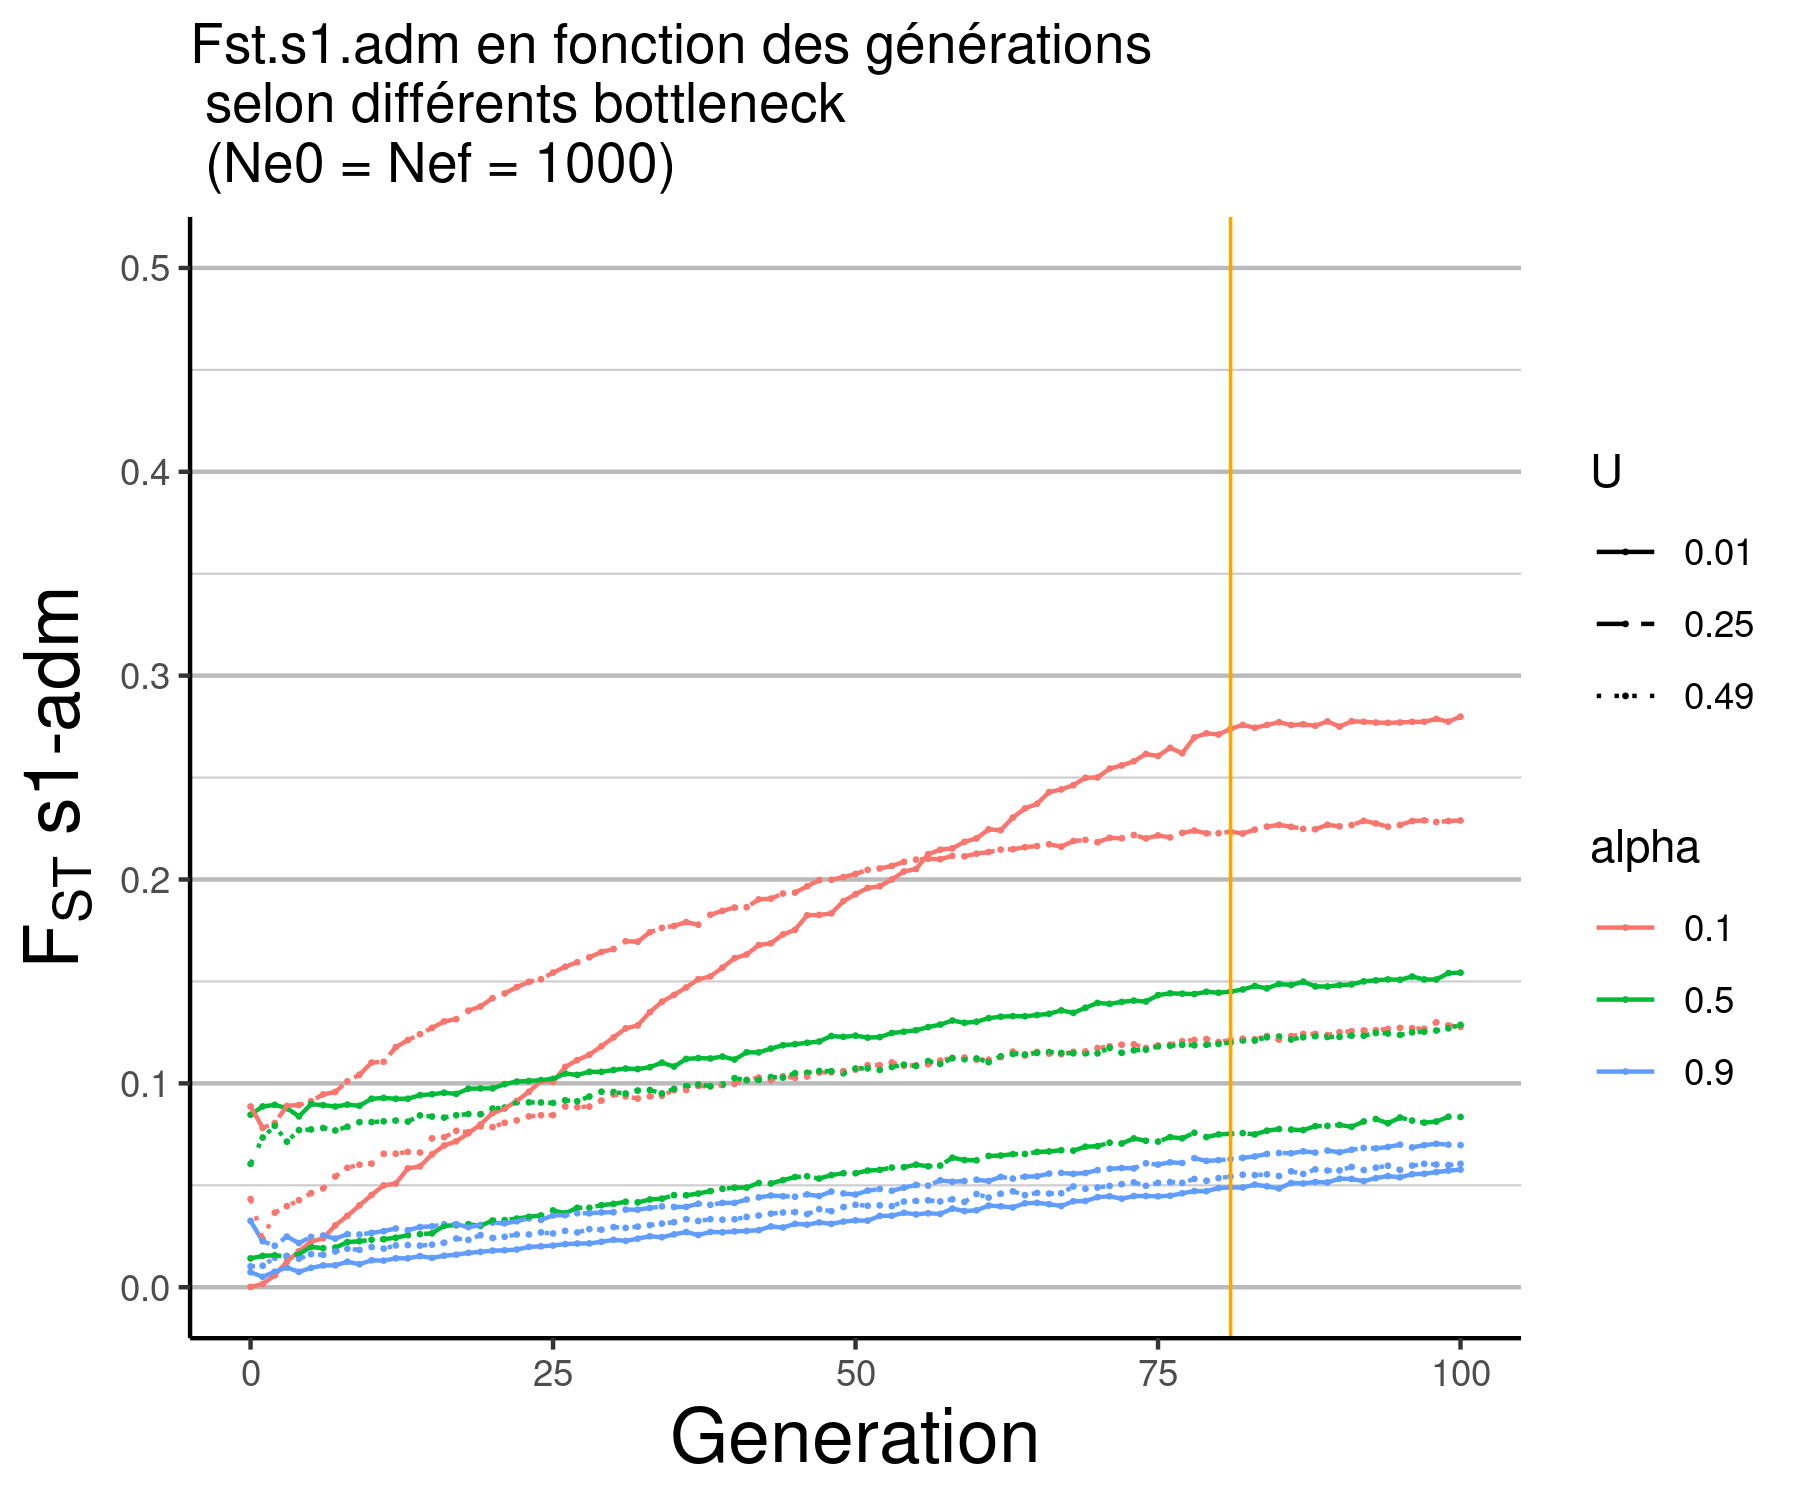 Fst.s1.adm en fonction des générations
selon différents bottleneck
(Ne0 = Nef = 1000)
0.5
0.4
0.3
0.2
0.1
0.0
FST s1-adm
0 25 50 75 100
Generation
U
0.01
0.25
0.49
alpha
0.1
0.5
0.9